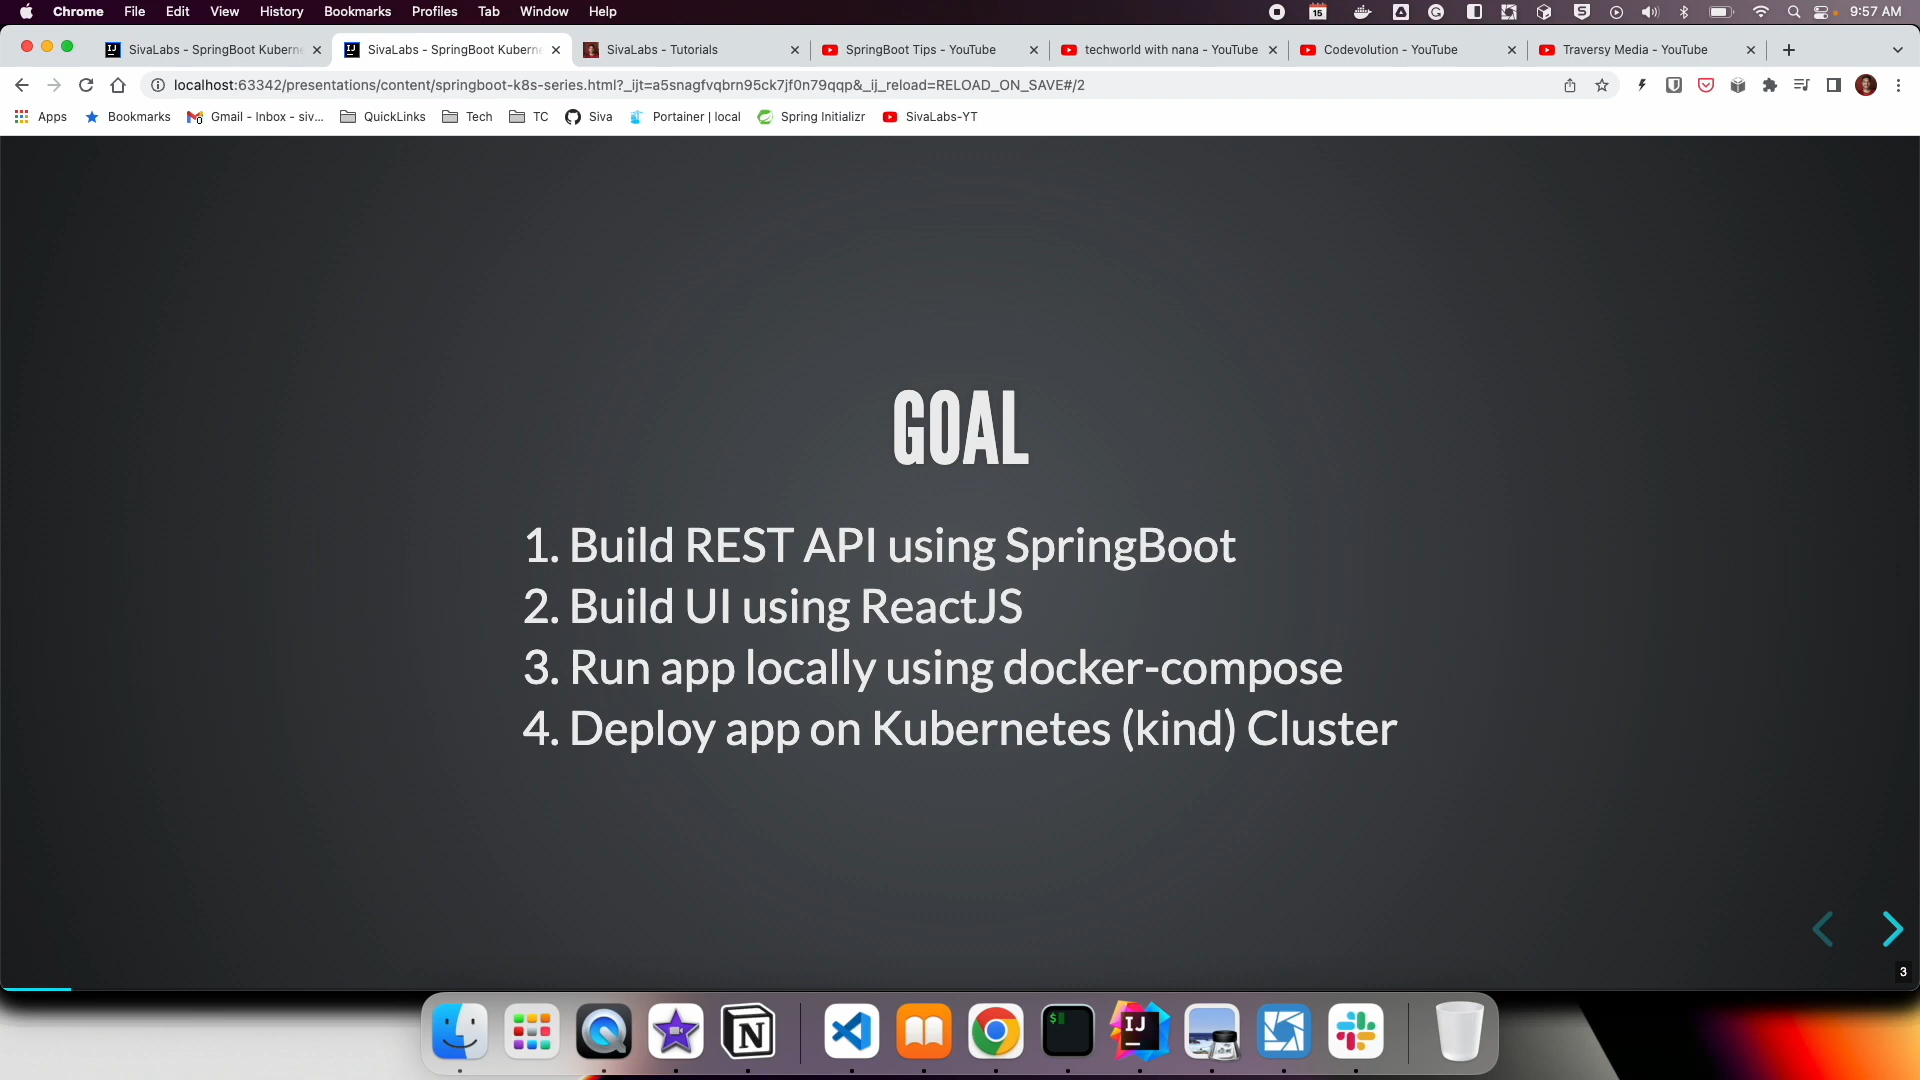 Chrome File Edit View History Bookmarks Profiles Tab Window Help 15 9:57 AM
SivaLabs - SpringBoot Kuberne SivaLabs - SpringBoot Kuberne SivaLabs - Tutorials SpringBoot Tips - YouTube techworld with nana - YouTube Codevolution - YouTube Traversy Media - YouTube
localhost:63342/presentations/content/springboot-k8s-series.html?_ijt=a5snagfvqbrn95ck7jf0n79qqp&_ij_reload=RELOAD_ON_SAVE#/2
Apps Bookmarks Gmail - Inbox - siv... QuickLinks Tech TC Siva Portainer | local Spring Initializr SivaLabs-YT
GOAL
1. Build REST API using SpringBoot
2. Build UI using ReactJS
3. Run app locally using docker-compose
4. Deploy app on Kubernetes (kind) Cluster
3